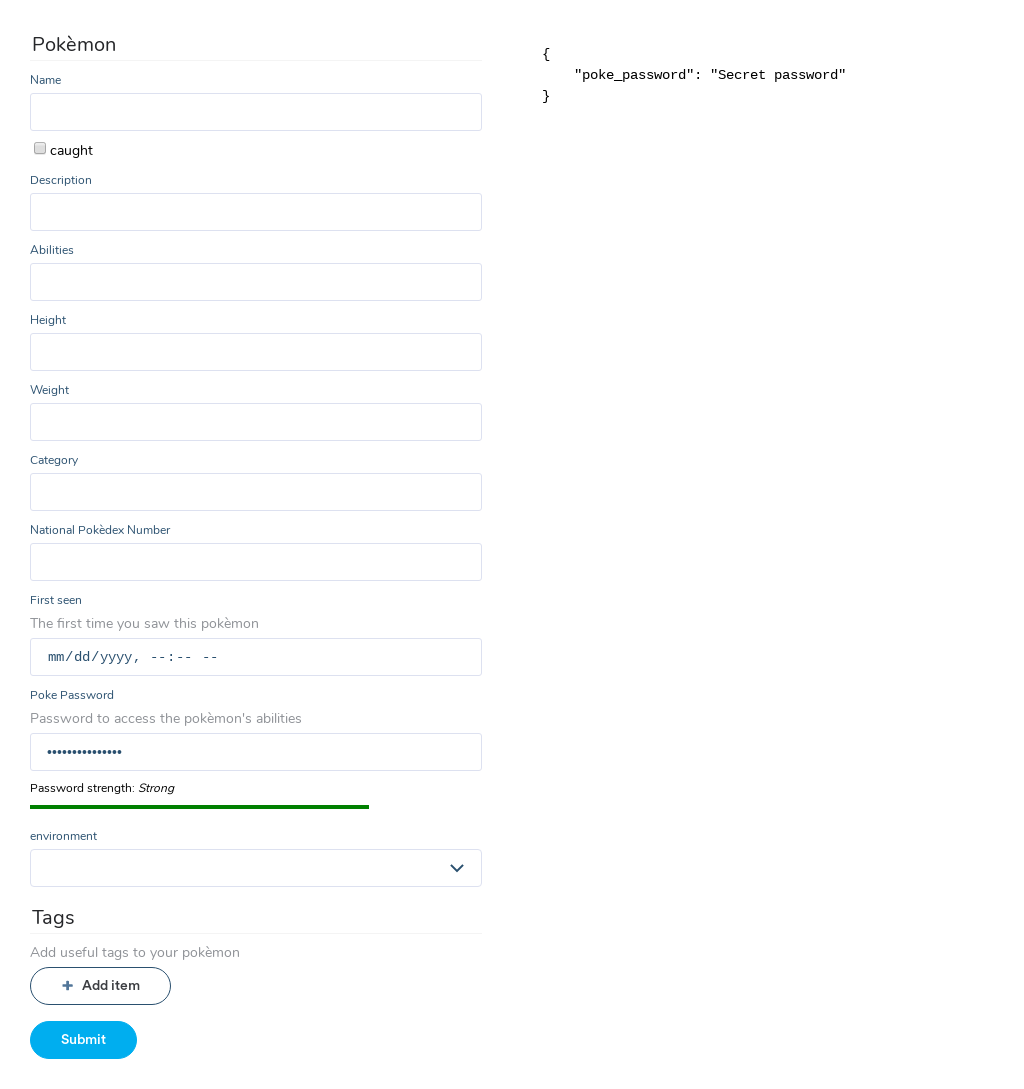 Pokèmon
Name
caught
Description
Abilities
Height
Weight
Category
National Pokèdex Number
First seen
The first time you saw this pokèmon
mm/dd/yyyy, --:-- --
Poke Password
Password to access the pokèmon's abilities
•••••••••••••••
Password strength: Strong
environment
Tags
Add useful tags to your pokèmon
+ Add item
Submit
{
"poke_password": "Secret password"
}